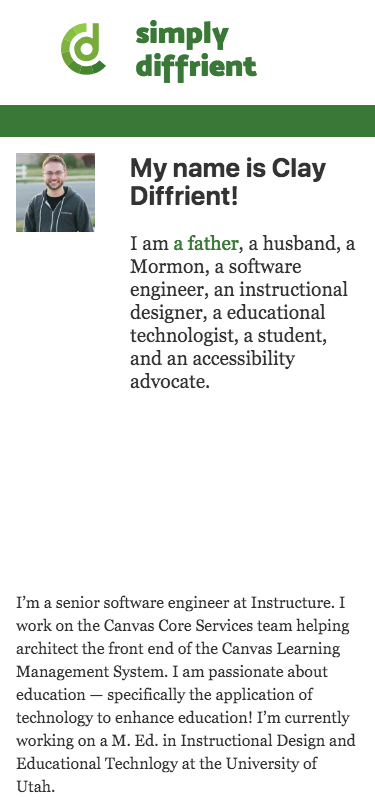 simply
diffrient
My name is Clay
Diffrient!
I am a father, a husband, a
Mormon, a software
engineer, an instructional
designer, a educational
technologist, a student,
and an accessibility
advocate.
I’m a senior software engineer at Instructure. I
work on the Canvas Core Services team helping
architect the front end of the Canvas Learning
Management System. I am passionate about
education — specifically the application of
technology to enhance education! I’m currently
working on a M. Ed. in Instructional Design and
Educational Technlogy at the University of
Utah.